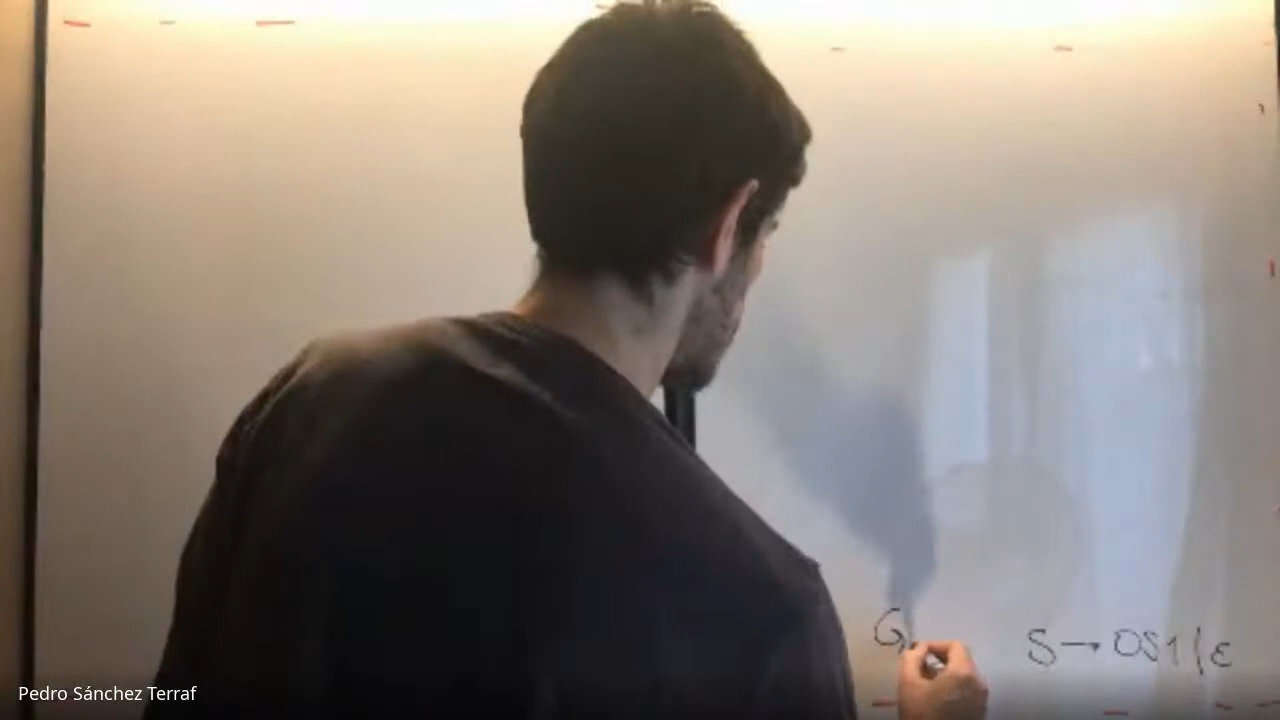 G S → 0S1 | ε
Pedro Sánchez Terraf